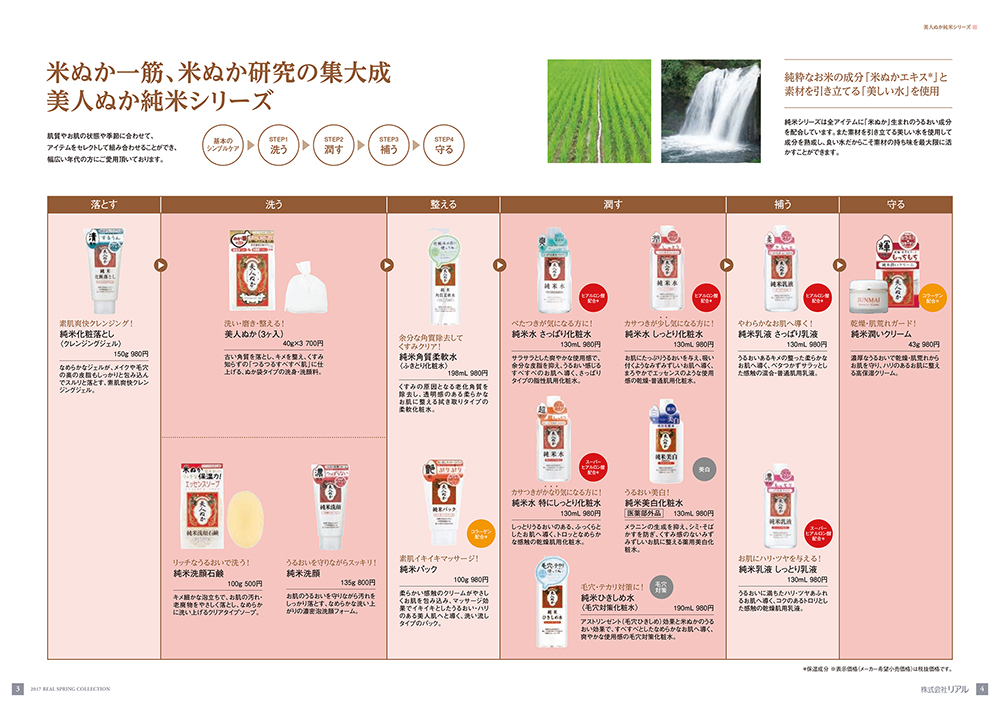 美人ぬか純米シリーズ
米ぬか一筋、米ぬか研究の集大成
美人ぬか純米シリーズ
肌質やお肌の状態や季節に合わせて、
アイテムをセレクトして組み合わせることができ、
幅広い年代の方にご愛用頂いております。
基本の
シンプルケア
STEP1
洗う
STEP2
潤す
STEP3
補う
STEP4
守る
純粋なお米の成分「米ぬかエキス*」と
素材を引き立てる「美しい水」を使用
純米シリーズは全アイテムに「米ぬか」生まれのうるおい成分
を配合しています。また素材を引き立てる美しい水を使用して
成分を熟成し、良い水だからこそ素材の持ち味を最大限に活
かすことができます。
落とす
洗う
整える
潤す
補う
守る
素肌爽快クレンジング!
純米化粧落とし
〈クレンジングジェル〉
150g 980円
なめらかなジェルが、メイクや毛穴
の奥の皮脂もしっかりと包み込ん
でスルリと落とす、素肌爽快クレン
ジングジェル。
洗い・磨き・整える!
美人ぬか(3ヶ入)
40g×3 700円
古い角質を落とし、キメを整え、くすみ
知らずの「つるつるすべすべ肌」に仕
上げる、ぬか袋タイプの洗身・洗顔料。
リッチなうるおいで洗う!
純米洗顔石鹸
100g 500円
キメ細かな泡立ちで、お肌の汚れ・
老廃物をやさしく落とし、なめらか
に洗い上げるクリアタイプソープ。
うるおいを守りながらスッキリ!
純米洗顔
135g 800円
お肌のうるおいを守りながら汚れを
しっかり落とす、なめらかな洗い上
がりの濃密泡洗顔フォーム。
余分な角質除去して
くすみクリア!
純米角質柔軟水
〈ふきとり化粧水〉
198mL 980円
くすみの原因となる老化角質を
除去し、透明感のある柔らかな
お肌に整える拭き取りタイプの
柔軟化粧水。
コラーゲン
配合*
素肌イキイキマッサージ!
純米パック
100g 980円
柔らかい感触のクリームがやさし
くお肌を包み込み、マッサージ効
果でイキイキとしたうるおい・ハリ
のある美人肌へと導く、洗い流し
タイプのパック。
ヒアルロン酸
配合*
べたつきが気になる方に!
純米水 さっぱり化粧水
130mL 980円
サラサラとした爽やかな使用感で、
余分な皮脂を抑え、うるおい感じる
すべすべのお肌へ導く、さっぱり
タイプの脂性肌用化粧水。
ヒアルロン酸
配合*
カサつきが少し気になる方に!
純米水 しっとり化粧水
130mL 980円
お肌にたっぷりうるおいを与え、吸い
付くようなみずみずしいお肌へ導く、
まろやかでエッセンスのような使用
感の乾燥・普通肌用化粧水。
スーパー
ヒアルロン酸
配合*
カサつきがかなり気になる方に!
純米水 特にしっとり化粧水
130mL 980円
しっとりうるおいのある、ふっくらと
したお肌へ導く、トロッとなめらか
な感触の乾燥肌用化粧水。
美白
うるおい美白!
純米美白化粧水
医薬部外品 130mL 980円
メラニンの生成を抑え、シミ・そば
かすを防ぎ、くすみ感のないみず
みずしいお肌に整える薬用美白化
粧水。
毛穴
対策
毛穴・テカリ対策に!
純米ひきしめ水
〈毛穴対策化粧水〉 190mL 980円
アストリンゼント(毛穴ひきしめ)効果と米ぬかのうる
おい効果で、すべすべとしたなめらかなお肌へ導く、
爽やかな使用感の毛穴対策化粧水。
ヒアルロン酸
配合*
やわらかなお肌へ導く!
純米乳液 さっぱり乳液
130mL 980円
うるおいあるキメの整った柔らかな
お肌へ導く、ベタつかずサラッとし
た感触の混合・普通肌用乳液。
スーパー
ヒアルロン酸
配合*
お肌にハリ・ツヤを与える!
純米乳液 しっとり乳液
130mL 980円
うるおいに満ちたハリ・ツヤあふれ
るお肌へ導く、コクのあるトロリとし
た感触の乾燥肌用乳液。
コラーゲン
配合*
乾燥・肌荒れガード!
純米潤いクリーム
43g 980円
濃厚なうるおいで乾燥・肌荒れから
お肌を守り、ハリのあるお肌に整え
る高保湿クリーム。
*保湿成分 ※表示価格(メーカー希望小売価格)は税抜価格です。
3 2017 REAL SPRING COLLECTION
株式会社リアル 4